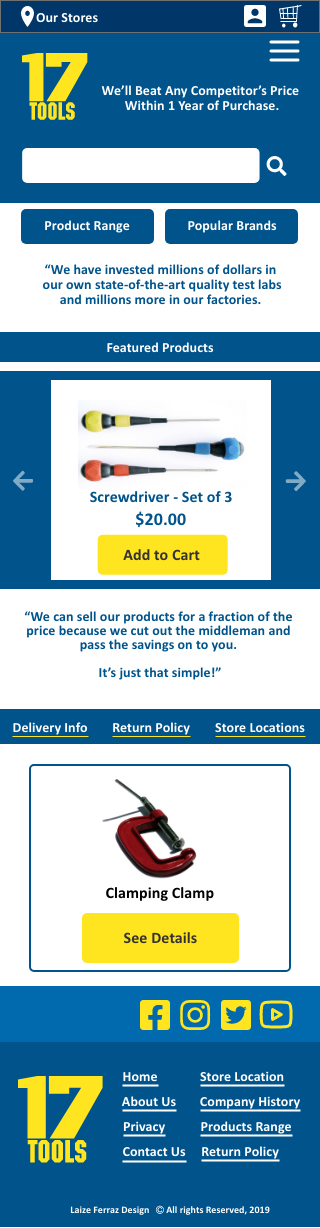 Our Stores
17
TOOLS
We'll Beat Any Competitor's Price
Within 1 Year of Purchase.
Product Range
Popular Brands
“We have invested millions of dollars in
our own state-of-the-art quality test labs
and millions more in our factories.
Featured Products
Screwdriver - Set of 3
$20.00
Add to Cart
“We can sell our products for a fraction of the
price because we cut out the middleman and
pass the savings on to you.
It's just that simple!”
Delivery Info
Return Policy
Store Locations
Clamping Clamp
See Details
17
TOOLS
Home
Store Location
About Us
Company History
Privacy
Products Range
Contact Us
Return Policy
Laize Ferraz Design © All rights Reserved, 2019